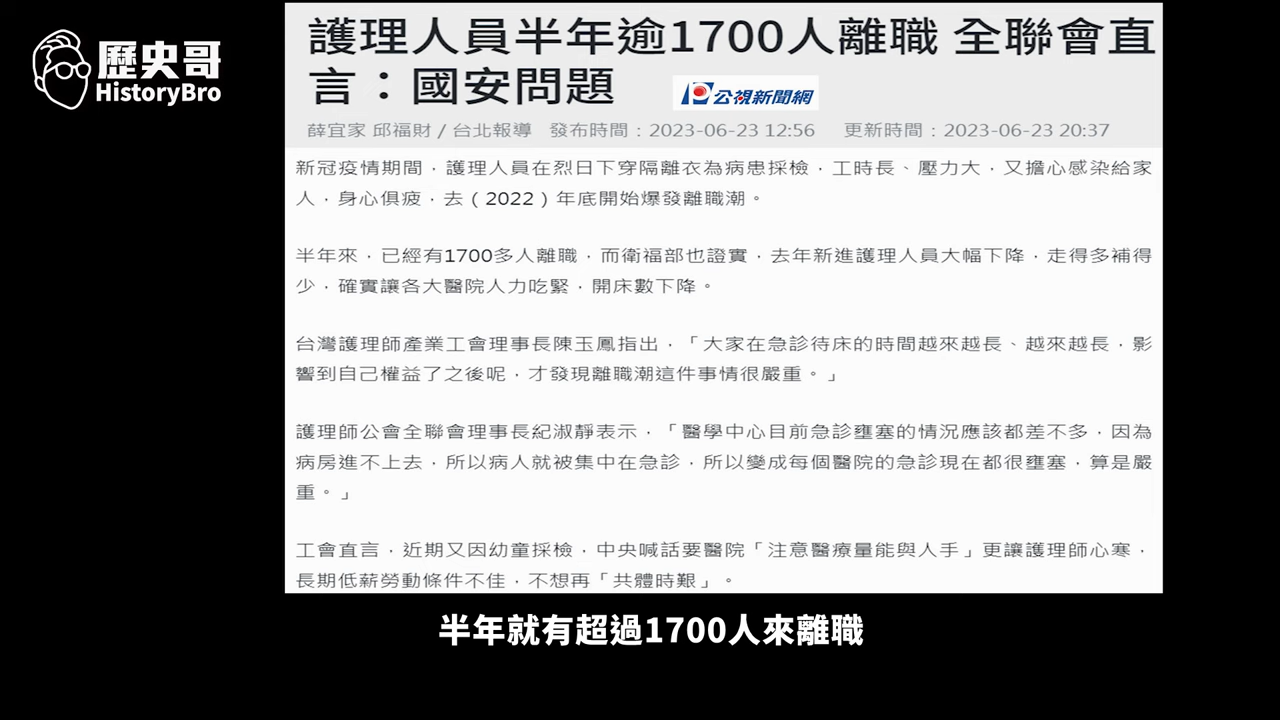 歷史哥
HistoryBro
護理人員半年逾1700人離職 全聯會直
言：國安問題
公視新聞網
薛宜家 邱福財 / 台北報導 發布時間：2023-06-23 12:56 更新時間：2023-06-23 20:37
新冠疫情期間，護理人員在烈日下穿隔離衣為病患採檢，工時長、壓力大，又擔心感染給家
人，身心俱疲，去（2022）年底開始爆發離職潮。
半年來，已經有1700多人離職，而衛福部也證實，去年新進護理人員大幅下降，走得多補得
少，確實讓各大醫院人力吃緊，開床數下降。
台灣護理師產業工會理事長陳玉鳳指出，「大家在急診待床的時間越來越長、越來越長，影
響到自己權益了之後呢，才發現離職潮這件事情很嚴重。」
護理師公會全聯會理事長紀淑靜表示，「醫學中心目前急診壅塞的情況應該都差不多，因為
病房進不上去，所以病人就被集中在急診，所以變成每個醫院的急診現在都很壅塞，算是嚴
重。」
工會直言，近期又因幼童採檢，中央喊話要醫院「注意醫療量能與人手」更讓護理師心寒，
長期低薪勞動條件不佳，不想再「共體時艱」。
半年就有超過1700人來離職